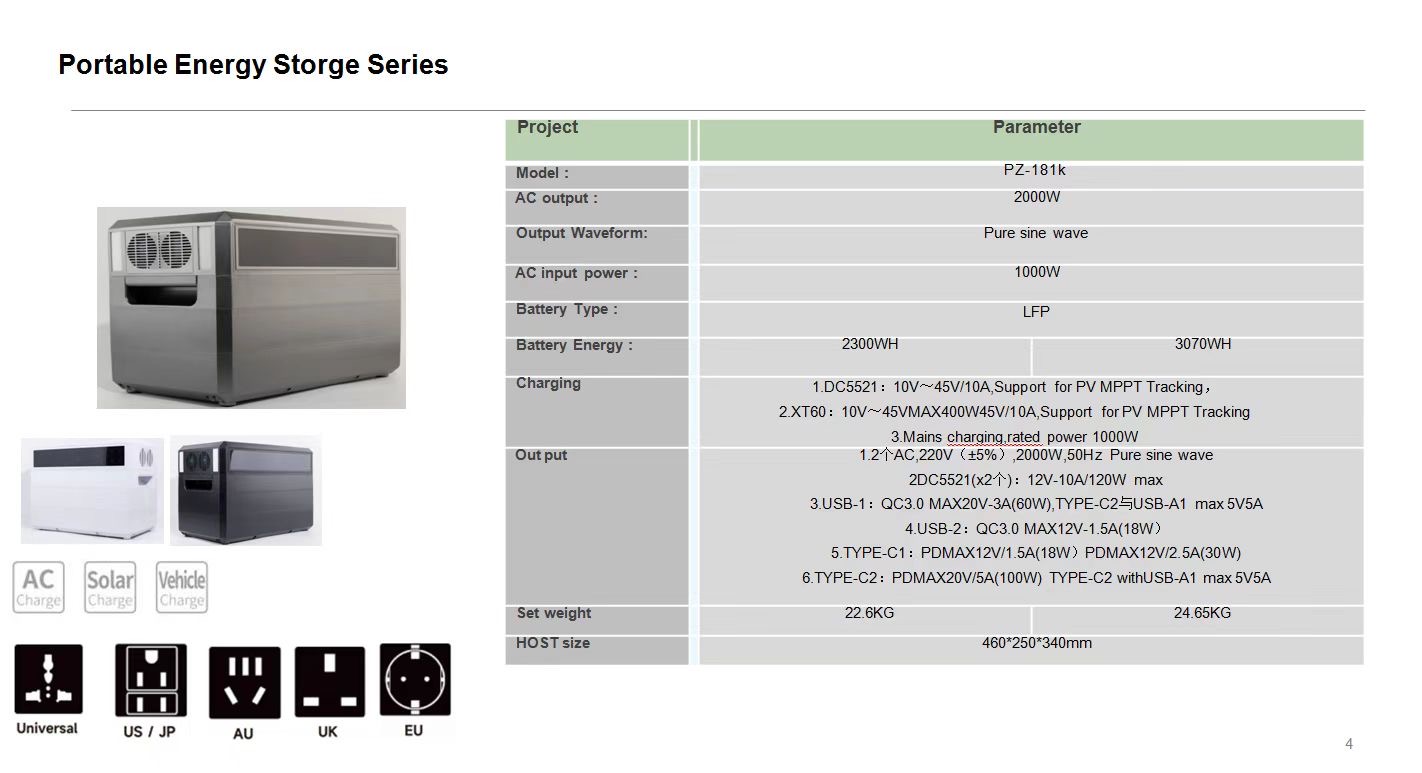 Portable Energy Storge Series
Project Parameter
Model : PZ-181k
AC output : 2000W
Output Waveform: Pure sine wave
AC input power : 1000W
Battery Type : LFP
Battery Energy : 2300WH 3070WH
Charging 1.DC5521：10V～45V/10A,Support for PV MPPT Tracking，
2.XT60：10V～45VMAX400W45V/10A,Support for PV MPPT Tracking
3.Mains charging,rated power 1000W
Out put 1.2个AC,220V（±5%）,2000W,50Hz Pure sine wave
2DC5521(x2个)：12V-10A/120W max
3.USB-1：QC3.0 MAX20V-3A(60W),TYPE-C2与USB-A1 max 5V5A
4.USB-2：QC3.0 MAX12V-1.5A(18W）
5.TYPE-C1：PDMAX12V/1.5A(18W）PDMAX12V/2.5A(30W)
6.TYPE-C2：PDMAX20V/5A(100W) TYPE-C2 withUSB-A1 max 5V5A
Set weight 22.6KG 24.65KG
HOST size 460*250*340mm
AC Charge
Solar Charge
Vehicle Charge
Universal US / JP AU UK EU
4